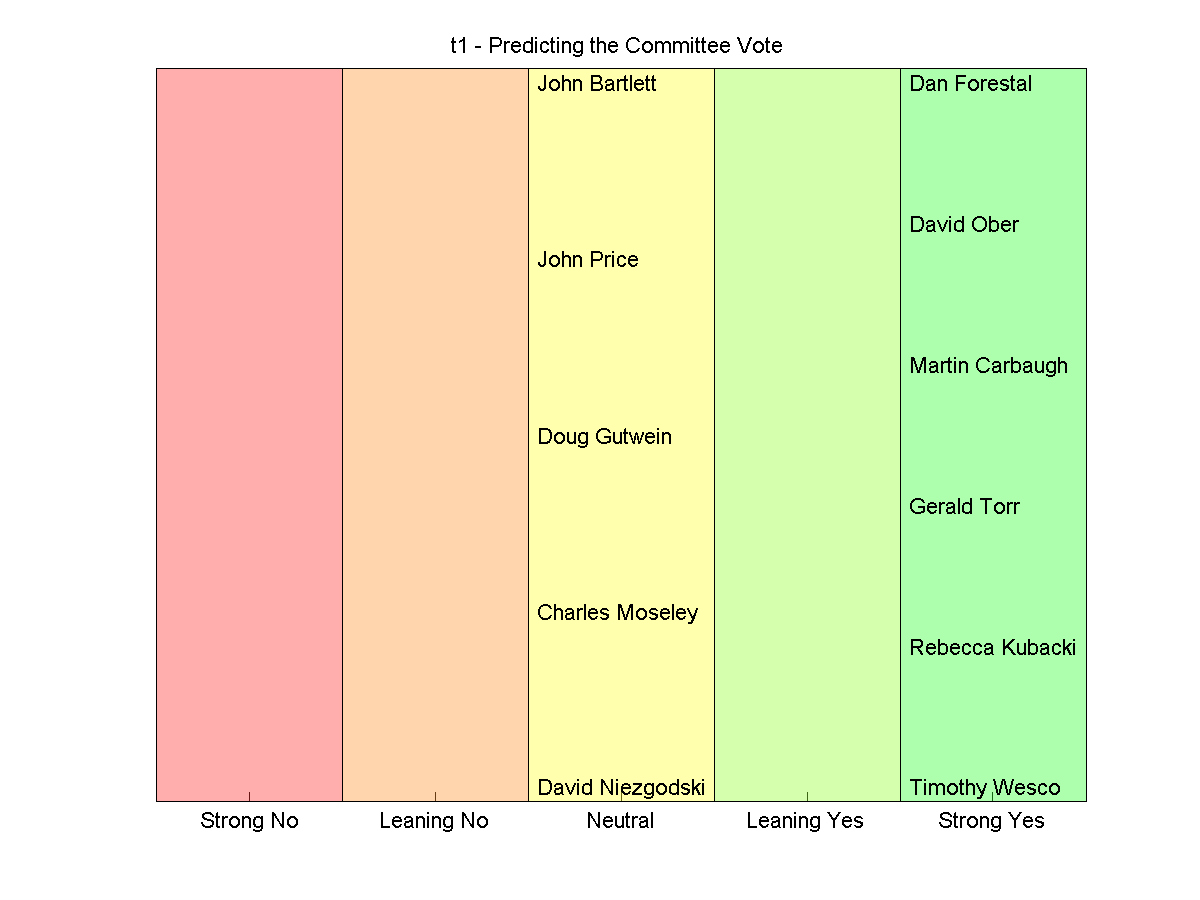 t1 - Predicting the Committee Vote
John Bartlett
Dan Forestal
David Ober
John Price
Martin Carbaugh
Doug Gutwein
Gerald Torr
Charles Moseley
Rebecca Kubacki
David Niezgodski
Timothy Wesco
Strong No
Leaning No
Neutral
Leaning Yes
Strong Yes